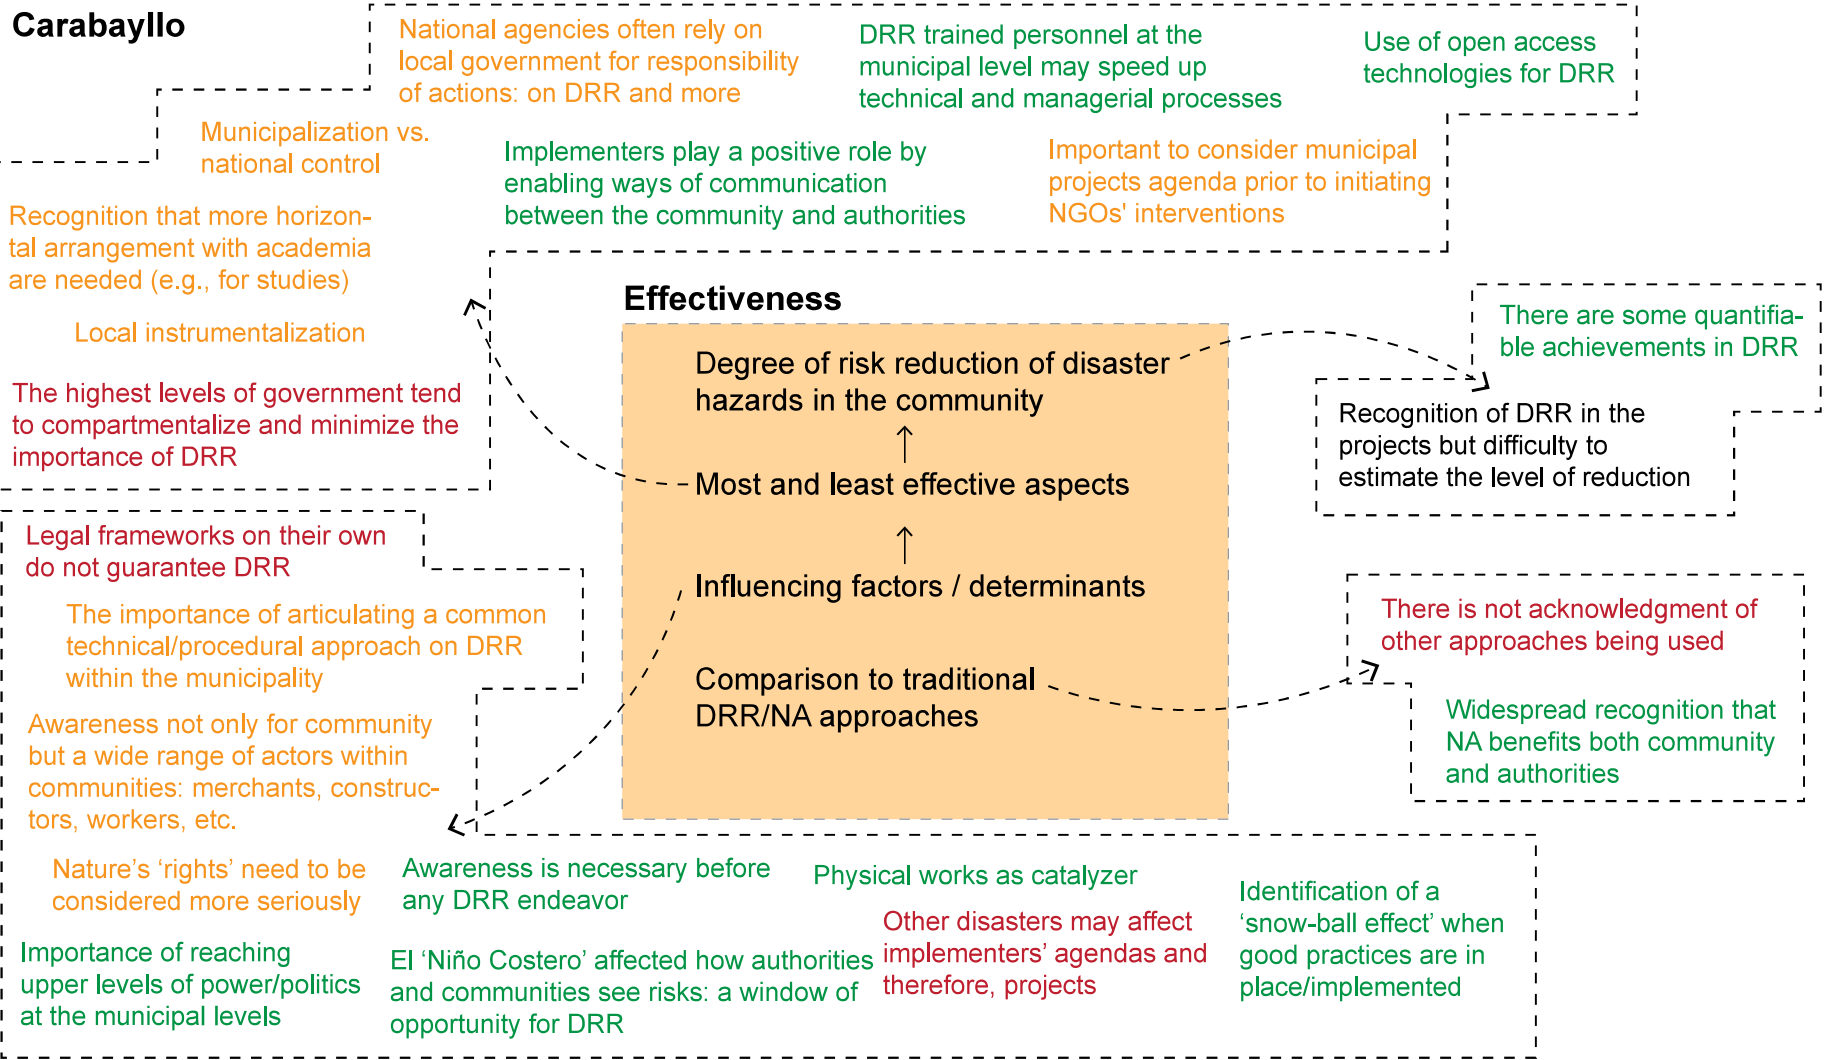 Carabayllo
National agencies often rely on
local government for responsibility
of actions: on DRR and more
DRR trained personnel at the
municipal level may speed up
technical and managerial processes
Use of open access
technologies for DRR
Municipalization vs.
national control
Implementers play a positive role by
enabling ways of communication
between the community and authorities
Important to consider municipal
projects agenda prior to initiating
NGOs' interventions
Recognition that more horizon-
tal arrangement with academia
are needed (e.g., for studies)
Local instrumentalization
The highest levels of government tend
to compartmentalize and minimize the
importance of DRR
Effectiveness
Degree of risk reduction of disaster
hazards in the community
Most and least effective aspects
Influencing factors / determinants
Comparison to traditional
DRR/NA approaches
There are some quantifia-
ble achievements in DRR
Recognition of DRR in the
projects but difficulty to
estimate the level of reduction
There is not acknowledgment of
other approaches being used
Widespread recognition that
NA benefits both community
and authorities
Legal frameworks on their own
do not guarantee DRR
The importance of articulating a common
technical/procedural approach on DRR
within the municipality
Awareness not only for community
but a wide range of actors within
communities: merchants, construc-
tors, workers, etc.
Nature’s ‘rights’ need to be
considered more seriously
Awareness is necessary before
any DRR endeavor
Physical works as catalyzer
Identification of a
‘snow-ball effect’ when
good practices are in
place/implemented
Importance of reaching
upper levels of power/politics
at the municipal levels
El ‘Niño Costero’ affected how authorities
and communities see risks: a window of
opportunity for DRR
Other disasters may affect
implementers’ agendas and
therefore, projects